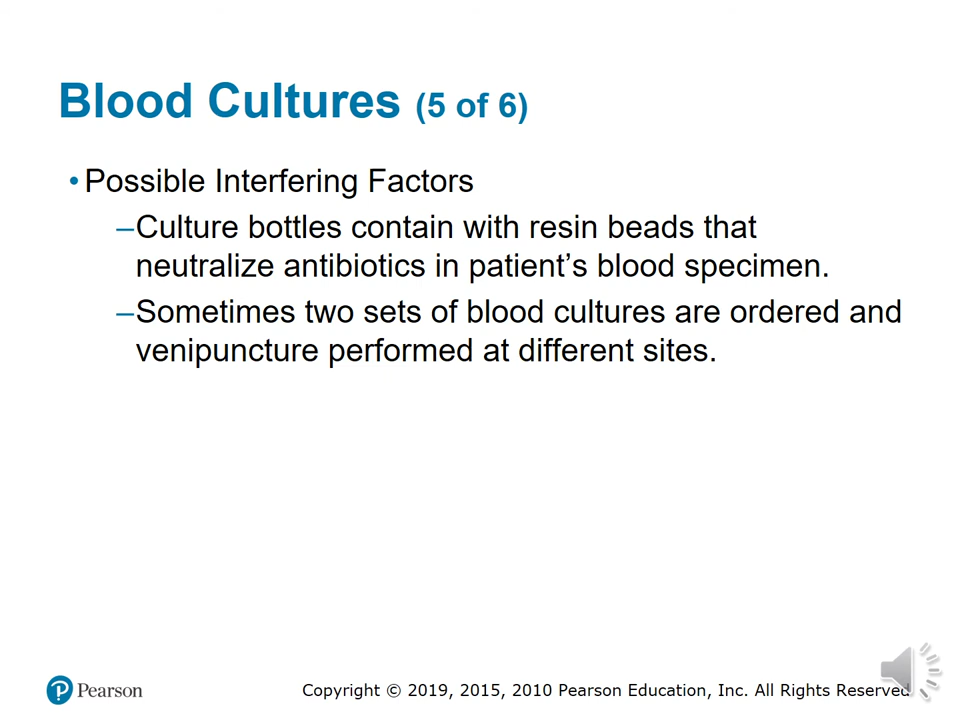 Blood Cultures (5 of 6)
• Possible Interfering Factors
–Culture bottles contain with resin beads that
neutralize antibiotics in patient’s blood specimen.
–Sometimes two sets of blood cultures are ordered and
venipuncture performed at different sites.
Pearson
Copyright © 2019, 2015, 2010 Pearson Education, Inc. All Rights Reserved